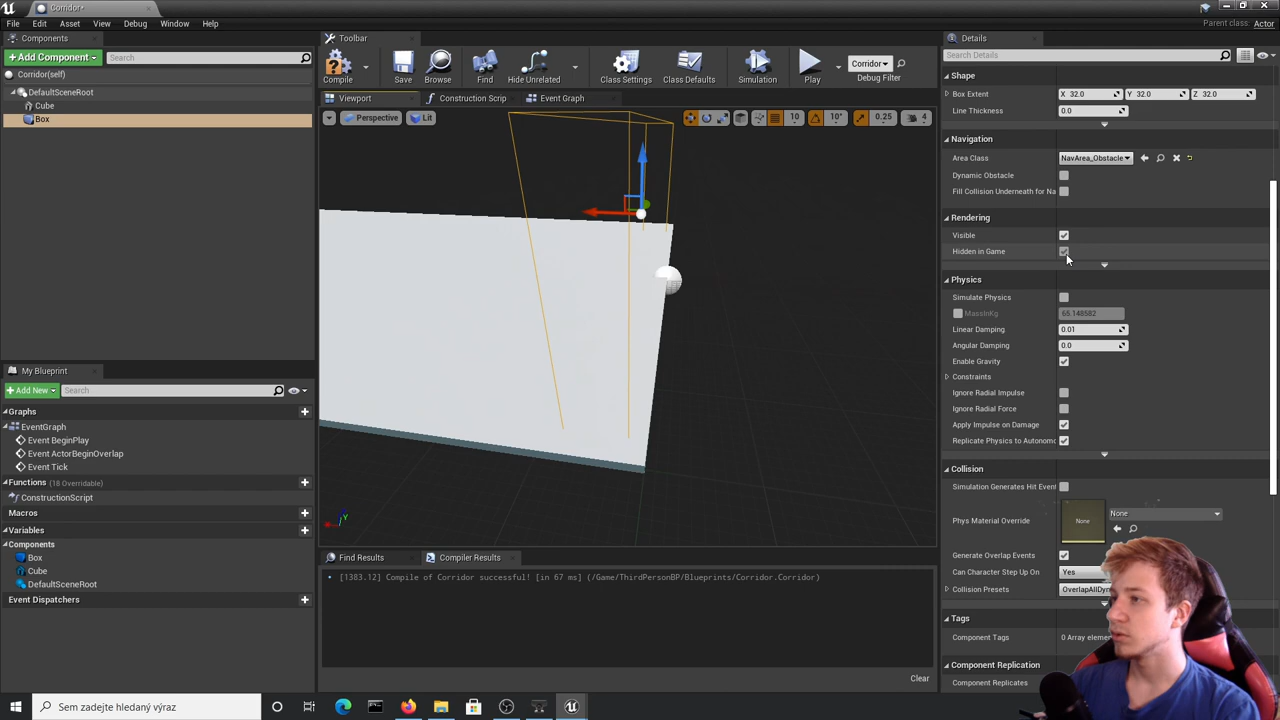 Corridor*
File Edit Asset View Debug Window Help
Parent class: Actor
Components
+Add Component
Search
Corridor(self)
DefaultSceneRoot
Cube
Box
Toolbar
Compile
Save
Browse
Find
Hide Unrelated
Class Settings
Class Defaults
Simulation
Play
Corridor
Debug Filter
Viewport
Construction Scrip
Event Graph
Perspective
Lit
10
10°
0.25
4
My Blueprint
+Add New
Search
Graphs
EventGraph
Event BeginPlay
Event ActorBeginOverlap
Event Tick
Functions (18 Overridable)
ConstructionScript
Macros
Variables
Components
Box
Cube
DefaultSceneRoot
Event Dispatchers
Find Results
Compiler Results
[1383.12] Compile of Corridor successful! [in 67 ms] (/Game/ThirdPersonBP/Blueprints/Corridor.Corridor)
Clear
Details
Search Details
Shape
Box Extent X 32.0 Y 32.0 Z 32.0
Line Thickness 0.0
Navigation
Area Class NavArea_Obstacle
Dynamic Obstacle
Fill Collision Underneath for Na
Rendering
Visible
Hidden in Game
Physics
Simulate Physics
MassInKg 65.148582
Linear Damping 0.01
Angular Damping 0.0
Enable Gravity
Constraints
Ignore Radial Impulse
Ignore Radial Force
Apply Impulse on Damage
Replicate Physics to Autonomo
Collision
Simulation Generates Hit Event
Phys Material Override None None
Generate Overlap Events
Can Character Step Up On Yes
Collision Presets OverlapAllDyn
Tags
Component Tags 0 Array eleme
Component Replication
Component Replicates
Sem zadejte hledaný výraz